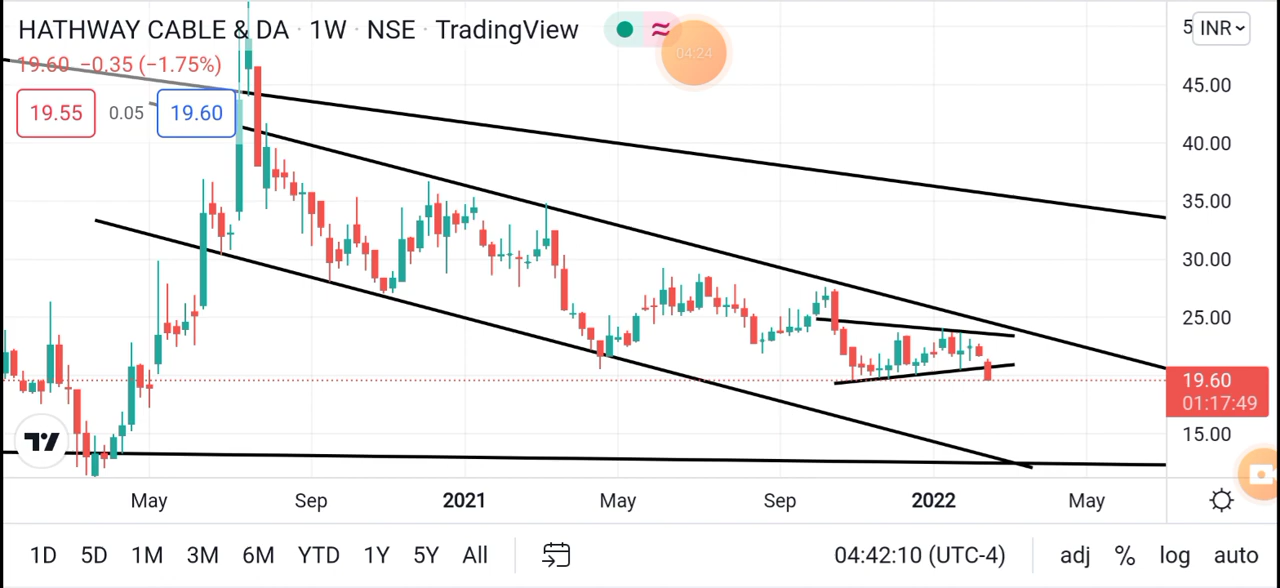 HATHWAY CABLE & DA · 1W · NSE · TradingView
04:24
INR
19.60 −0.35 (−1.75%)
19.55 0.05 19.60
45.00
40.00
35.00
30.00
25.00
19.60
01:17:49
15.00
May Sep 2021 May Sep 2022 May
1D 5D 1M 3M 6M YTD 1Y 5Y All 04:42:10 (UTC-4) adj % log auto